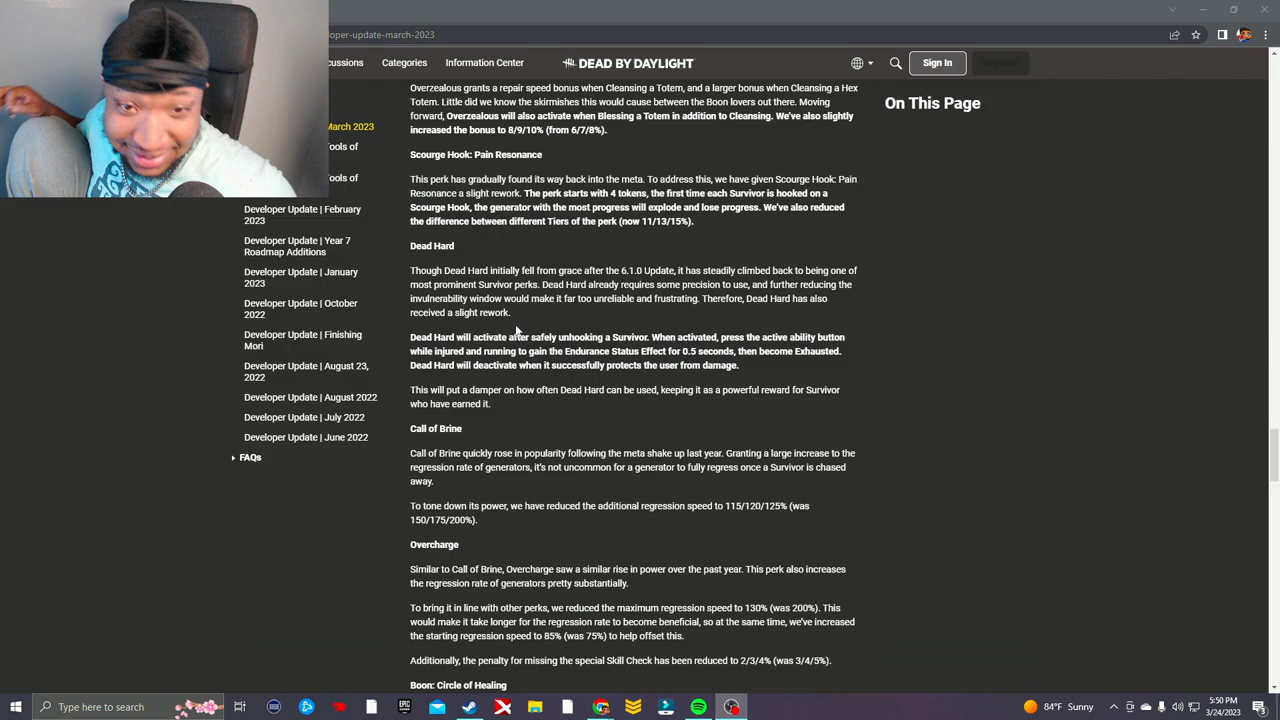 eloper-update-march-2023
cussions
Categories
Information Center
DEAD BY DAYLIGHT
Sign In
Register
March 2023
Tools of
Tools of
Developer Update | February
2023
Developer Update | Year 7
Roadmap Additions
Developer Update | January
2023
Developer Update | October
2022
Developer Update | Finishing
Mori
Developer Update | August 23,
2022
Developer Update | August 2022
Developer Update | July 2022
Developer Update | June 2022
FAQs
Overzealous grants a repair speed bonus when Cleansing a Totem, and a larger bonus when Cleansing a Hex
Totem. Little did we know the skirmishes this would cause between the Boon lovers out there. Moving
forward, Overzealous will also activate when Blessing a Totem in addition to Cleansing. We've also slightly
increased the bonus to 8/9/10% (from 6/7/8%).
Scourge Hook: Pain Resonance
This perk has gradually found its way back into the meta. To address this, we have given Scourge Hook: Pain
Resonance a slight rework. The perk starts with 4 tokens, the first time each Survivor is hooked on a
Scourge Hook, the generator with the most progress will explode and lose progress. We've also reduced
the difference between different Tiers of the perk (now 11/13/15%).
Dead Hard
Though Dead Hard initially fell from grace after the 6.1.0 Update, it has steadily climbed back to being one of
most prominent Survivor perks. Dead Hard already requires some precision to use, and further reducing the
invulnerability window would make it far too unreliable and frustrating. Therefore, Dead Hard has also
received a slight rework.
Dead Hard will activate after safely unhooking a Survivor. When activated, press the active ability button
while injured and running to gain the Endurance Status Effect for 0.5 seconds, then become Exhausted.
Dead Hard will deactivate when it successfully protects the user from damage.
This will put a damper on how often Dead Hard can be used, keeping it as a powerful reward for Survivor
who have earned it.
Call of Brine
Call of Brine quickly rose in popularity following the meta shake up last year. Granting a large increase to the
regression rate of generators, it's not uncommon for a generator to fully regress once a Survivor is chased
away.
To tone down its power, we have reduced the additional regression speed to 115/120/125% (was
150/175/200%).
Overcharge
Similar to Call of Brine, Overcharge saw a similar rise in power over the past year. This perk also increases
the regression rate of generators pretty substantially.
To bring it in line with other perks, we reduced the maximum regression speed to 130% (was 200%). This
would make it take longer for the regression rate to become beneficial, so at the same time, we've increased
the starting regression speed to 85% (was 75%) to help offset this.
Additionally, the penalty for missing the special Skill Check has been reduced to 2/3/4% (was 3/4/5%).
Boon: Circle of Healing
On This Page
Type here to search
EPIC
84°F Sunny
5:50 PM
3/24/2023